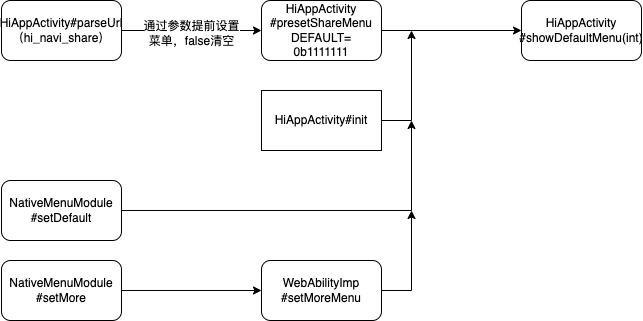 HiAppActivity#parseUrl
（hi_navi_share）
通过参数提前设置
菜单，false清空
HiAppActivity
#presetShareMenu
DEFAULT=
0b1111111
HiAppActivity
#showDefaultMenu(int)
HiAppActivity#init
NativeMenuModule
#setDefault
NativeMenuModule
#setMore
WebAbilityImp
#setMoreMenu